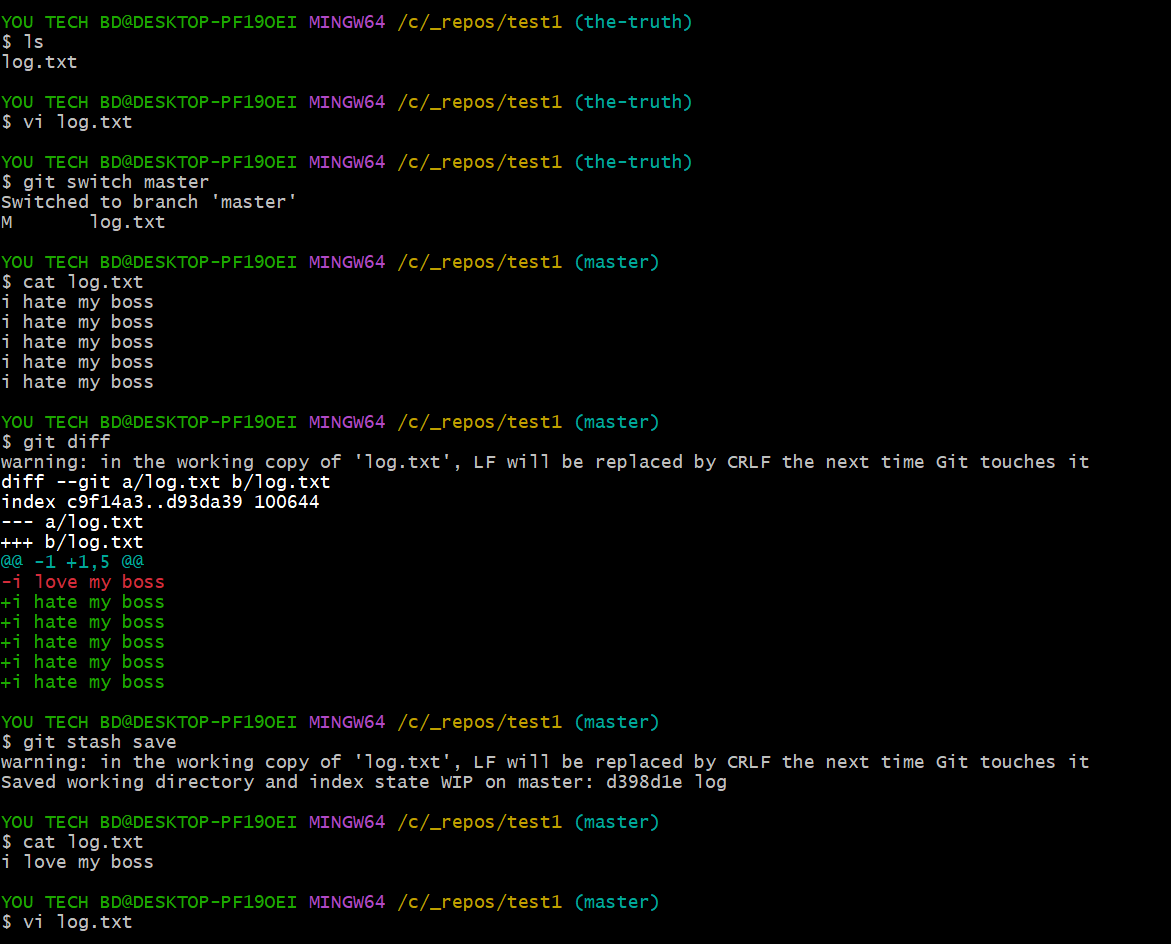 YOU TECH BD@DESKTOP-PF19OEI MINGW64 /c/_repos/test1 (the-truth)
$ ls
log.txt
YOU TECH BD@DESKTOP-PF19OEI MINGW64 /c/_repos/test1 (the-truth)
$ vi log.txt
YOU TECH BD@DESKTOP-PF19OEI MINGW64 /c/_repos/test1 (the-truth)
$ git switch master
Switched to branch 'master'
M       log.txt
YOU TECH BD@DESKTOP-PF19OEI MINGW64 /c/_repos/test1 (master)
$ cat log.txt
i hate my boss
i hate my boss
i hate my boss
i hate my boss
i hate my boss
YOU TECH BD@DESKTOP-PF19OEI MINGW64 /c/_repos/test1 (master)
$ git diff
warning: in the working copy of 'log.txt', LF will be replaced by CRLF the next time Git touches it
diff --git a/log.txt b/log.txt
index c9f14a3..d93da39 100644
--- a/log.txt
+++ b/log.txt
@@ -1 +1,5 @@
-i love my boss
+i hate my boss
+i hate my boss
+i hate my boss
+i hate my boss
+i hate my boss
YOU TECH BD@DESKTOP-PF19OEI MINGW64 /c/_repos/test1 (master)
$ git stash save
warning: in the working copy of 'log.txt', LF will be replaced by CRLF the next time Git touches it
Saved working directory and index state WIP on master: d398d1e log
YOU TECH BD@DESKTOP-PF19OEI MINGW64 /c/_repos/test1 (master)
$ cat log.txt
i love my boss
YOU TECH BD@DESKTOP-PF19OEI MINGW64 /c/_repos/test1 (master)
$ vi log.txt